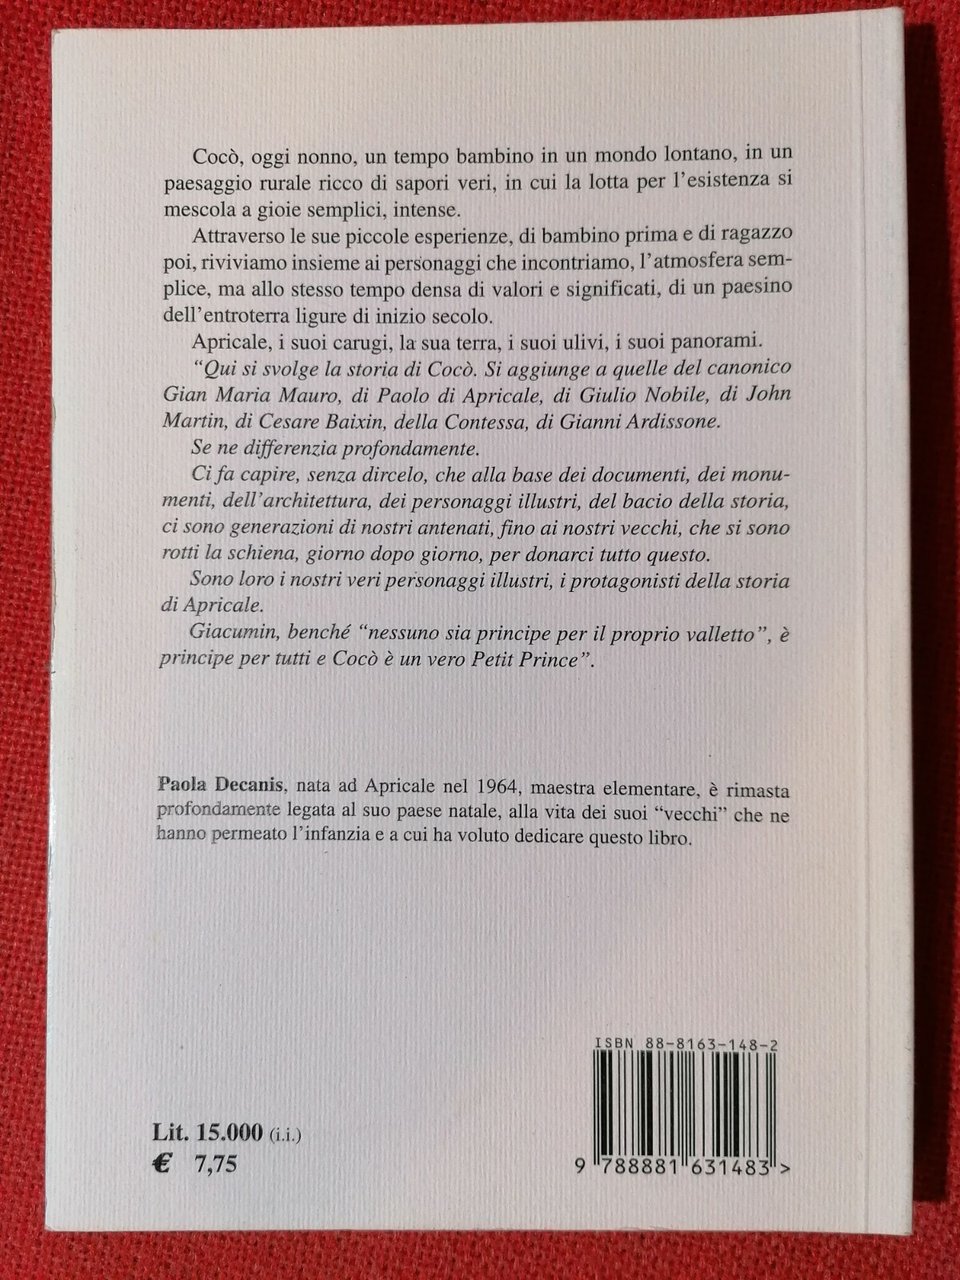 Cocò, oggi nonno, un tempo bambino in un mondo lontano, in un
paesaggio rurale ricco di sapori veri, in cui la lotta per l'esistenza si
mescola a gioie semplici, intense.
Attraverso le sue piccole esperienze, di bambino prima e di ragazzo
poi, riviviamo insieme ai personaggi che incontriamo, l'atmosfera sem-
plice, ma allo stesso tempo densa di valori e significati, di un paesino
dell'entroterra ligure di inizio secolo.
Apricale, i suoi carugi, la sua terra, i suoi ulivi, i suoi panorami.
"Qui si svolge la storia di Cocò. Si aggiunge a quelle del canonico
Gian Maria Mauro, di Paolo di Apricale, di Giulio Nobile, di John
Martin, di Cesare Baixin, della Contessa, di Gianni Ardissone.
Se ne differenzia profondamente.
Ci fa capire, senza dircelo, che alla base dei documenti, dei monu-
menti, dell'architettura, dei personaggi illustri, del bacio della storia,
ci sono generazioni di nostri antenati, fino ai nostri vecchi, che si sono
rotti la schiena, giorno dopo giorno, per donarci tutto questo.
Sono loro i nostri veri personaggi illustri, i protagonisti della storia
di Apricale.
Giacumin, benché "nessuno sia principe per il proprio valletto", è
principe per tutti e Cocò è un vero Petit Prince".
Paola Decanis, nata ad Apricale nel 1964, maestra elementare, è rimasta
profondamente legata al suo paese natale, alla vita dei suoi "vecchi" che ne
hanno permeato l'infanzia e a cui ha voluto dedicare questo libro.
ISBN 88-8163-148-2
9 788881 631483 >
Lit. 15.000 (i.i.)
€ 7,75